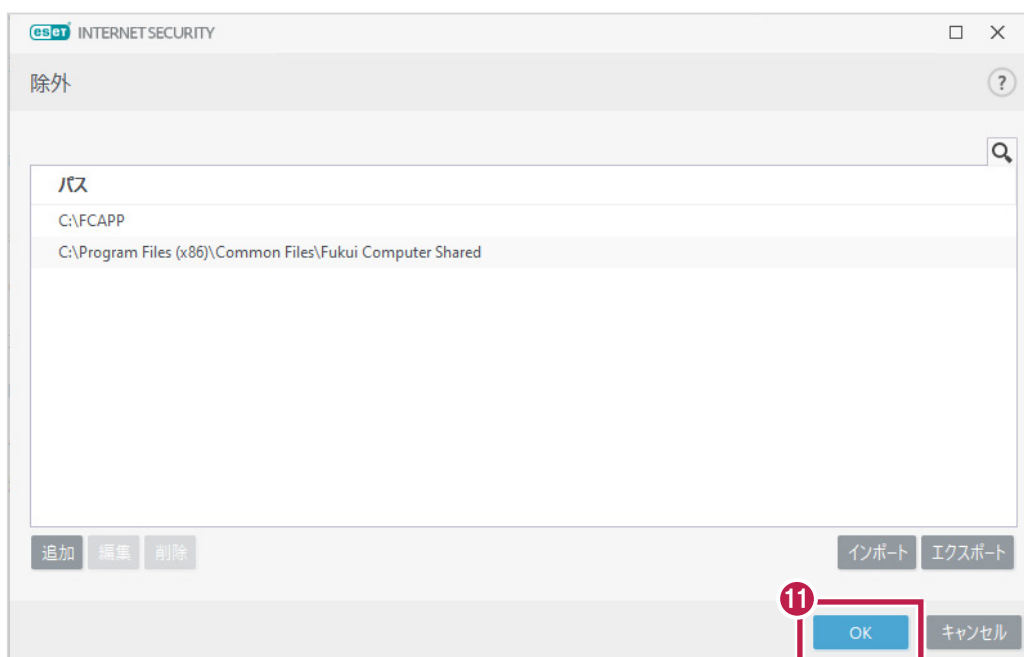 eset INTERNET SECURITY
除外
?
パス
C:\FCAPP
C:\Program Files (x86)\Common Files\Fukui Computer Shared
追加 編集 削除 インポート エクスポート
11
OK キャンセル